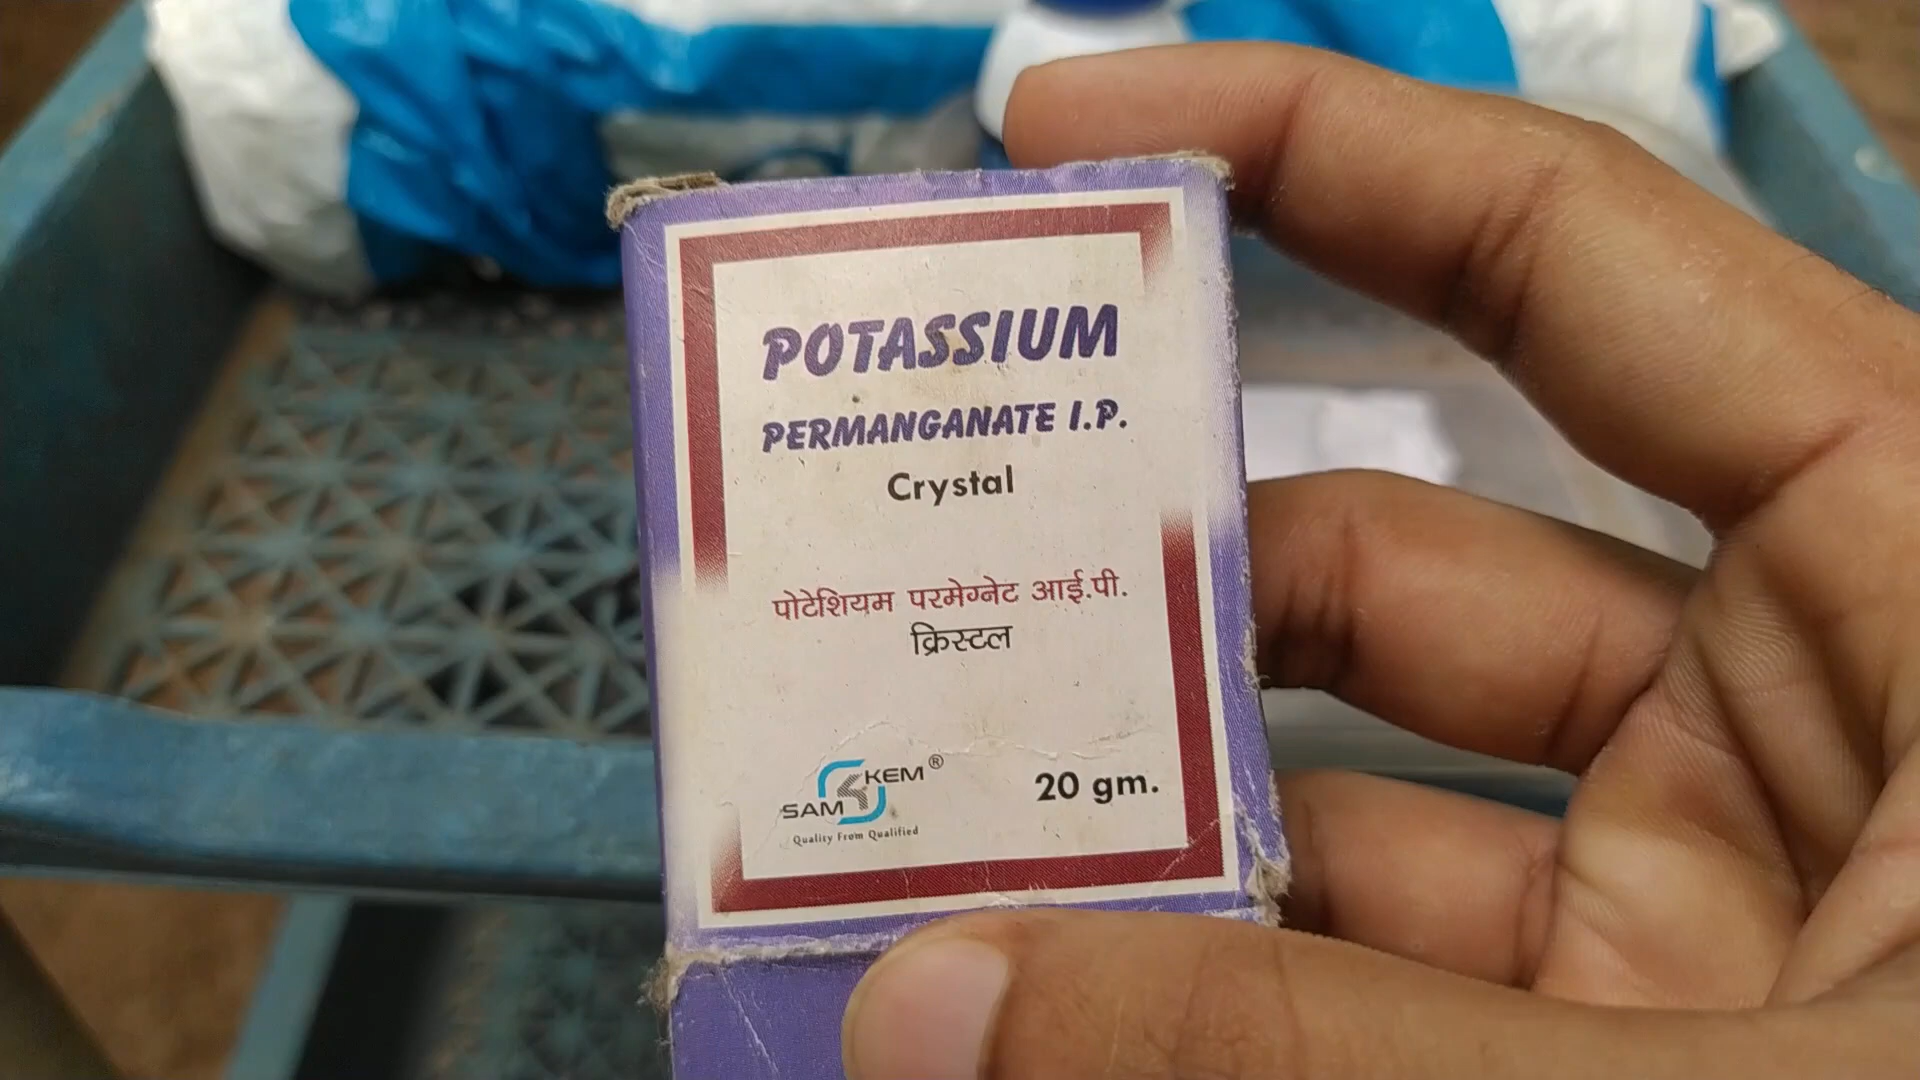 POTASSIUM
PERMANGANATE I.P.
Crystal
पोटेशियम परमेग्नेट आई.पी.
क्रिस्टल
SAM KEM ®
Quality From Qualified
20 gm.